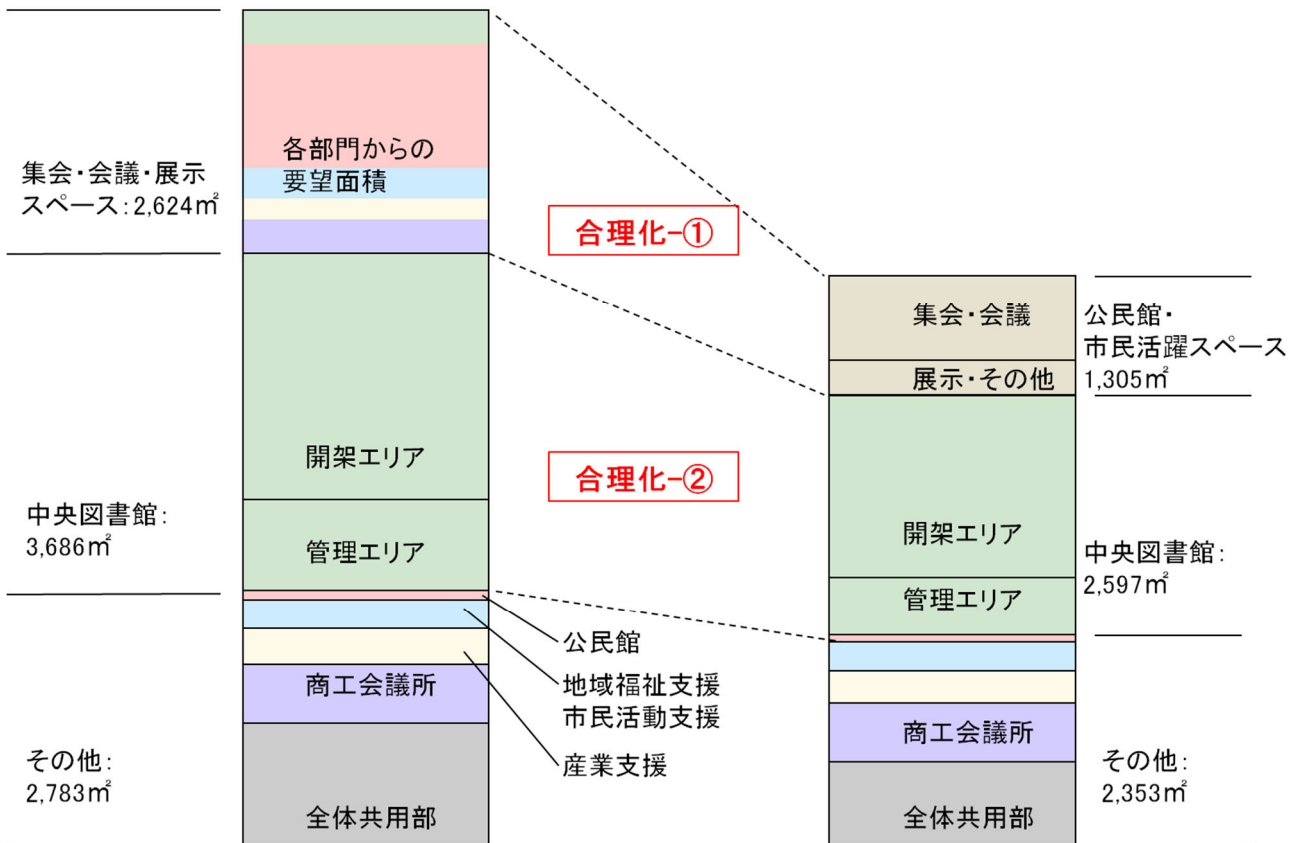 各部門からの
要望面積
集会・会議・展示
スペース：2,624㎡
合理化-①
集会・会議
公民館・
市民活躍スペース
1,305㎡
展示・その他
開架エリア
合理化-②
中央図書館：
3,686㎡
管理エリア
開架エリア
中央図書館：
2,597㎡
管理エリア
公民館
地域福祉支援
市民活動支援
産業支援
商工会議所
商工会議所
その他：
2,783㎡
その他：
2,353㎡
全体共用部
全体共用部